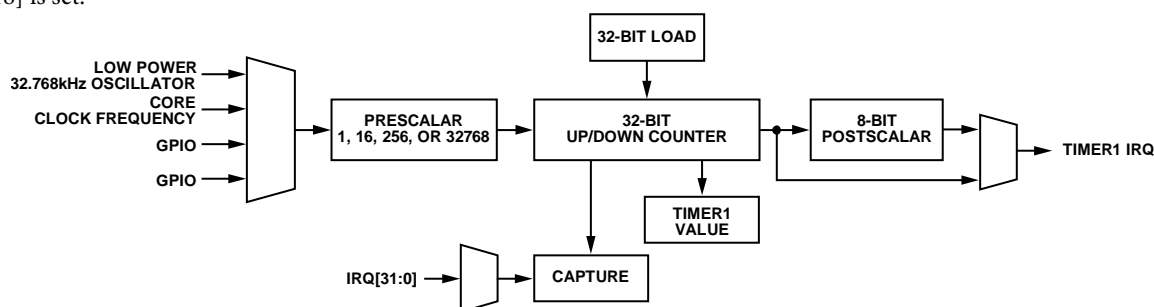 o] is set.
32-BIT LOAD
LOW POWER
32.768kHz OSCILLATOR
CORE
CLOCK FREQUENCY
GPIO
GPIO
PRESCALAR
1, 16, 256, OR 32768
32-BIT
UP/DOWN COUNTER
8-BIT
POSTSCALAR
TIMER1 IRQ
TIMER1
VALUE
IRQ[31:0]
CAPTURE